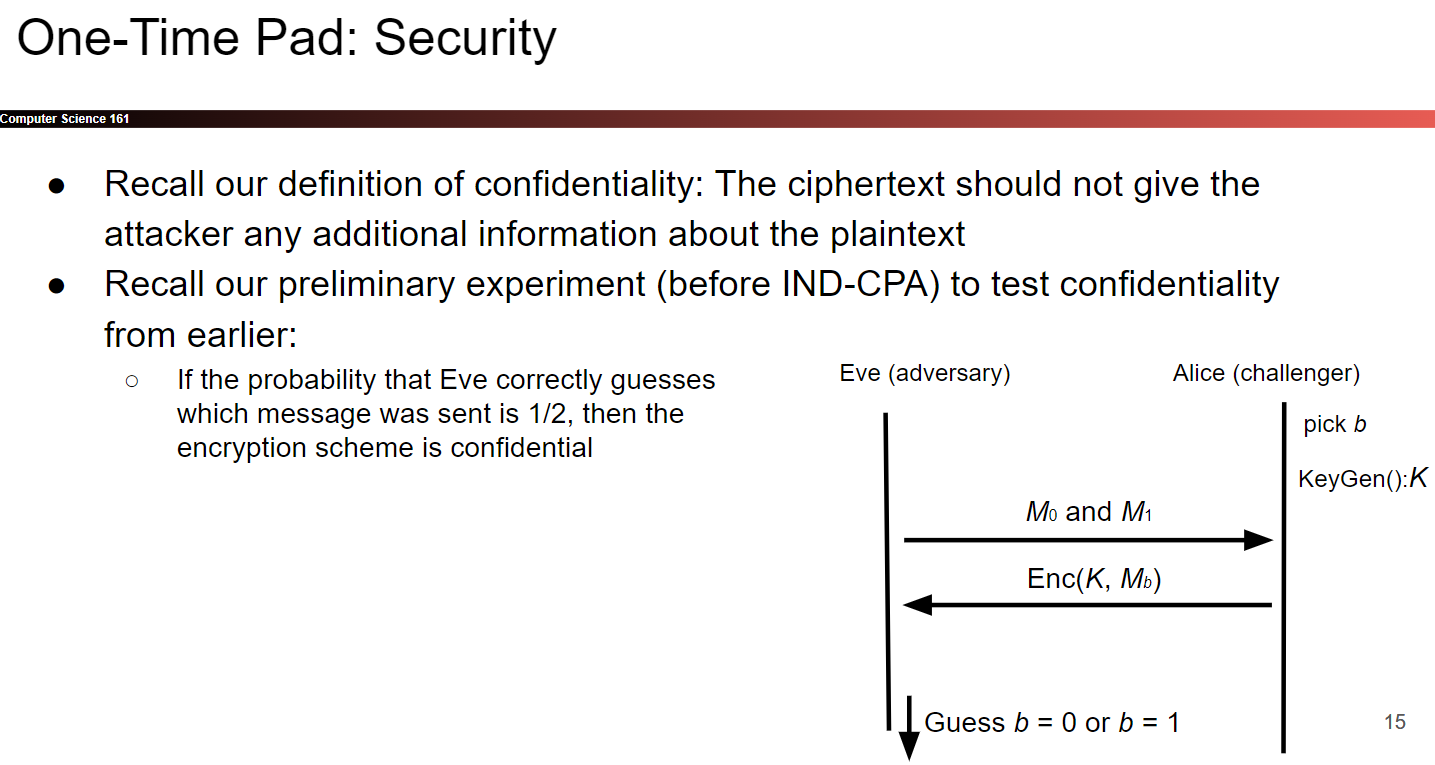 One-Time Pad: Security
Computer Science 161
● Recall our definition of confidentiality: The ciphertext should not give the
attacker any additional information about the plaintext
● Recall our preliminary experiment (before IND-CPA) to test confidentiality
from earlier:
○ If the probability that Eve correctly guesses
which message was sent is 1/2, then the
encryption scheme is confidential
Eve (adversary)
Alice (challenger)
pick b
KeyGen():K
M0 and M1
Enc(K, Mb)
Guess b = 0 or b = 1
15